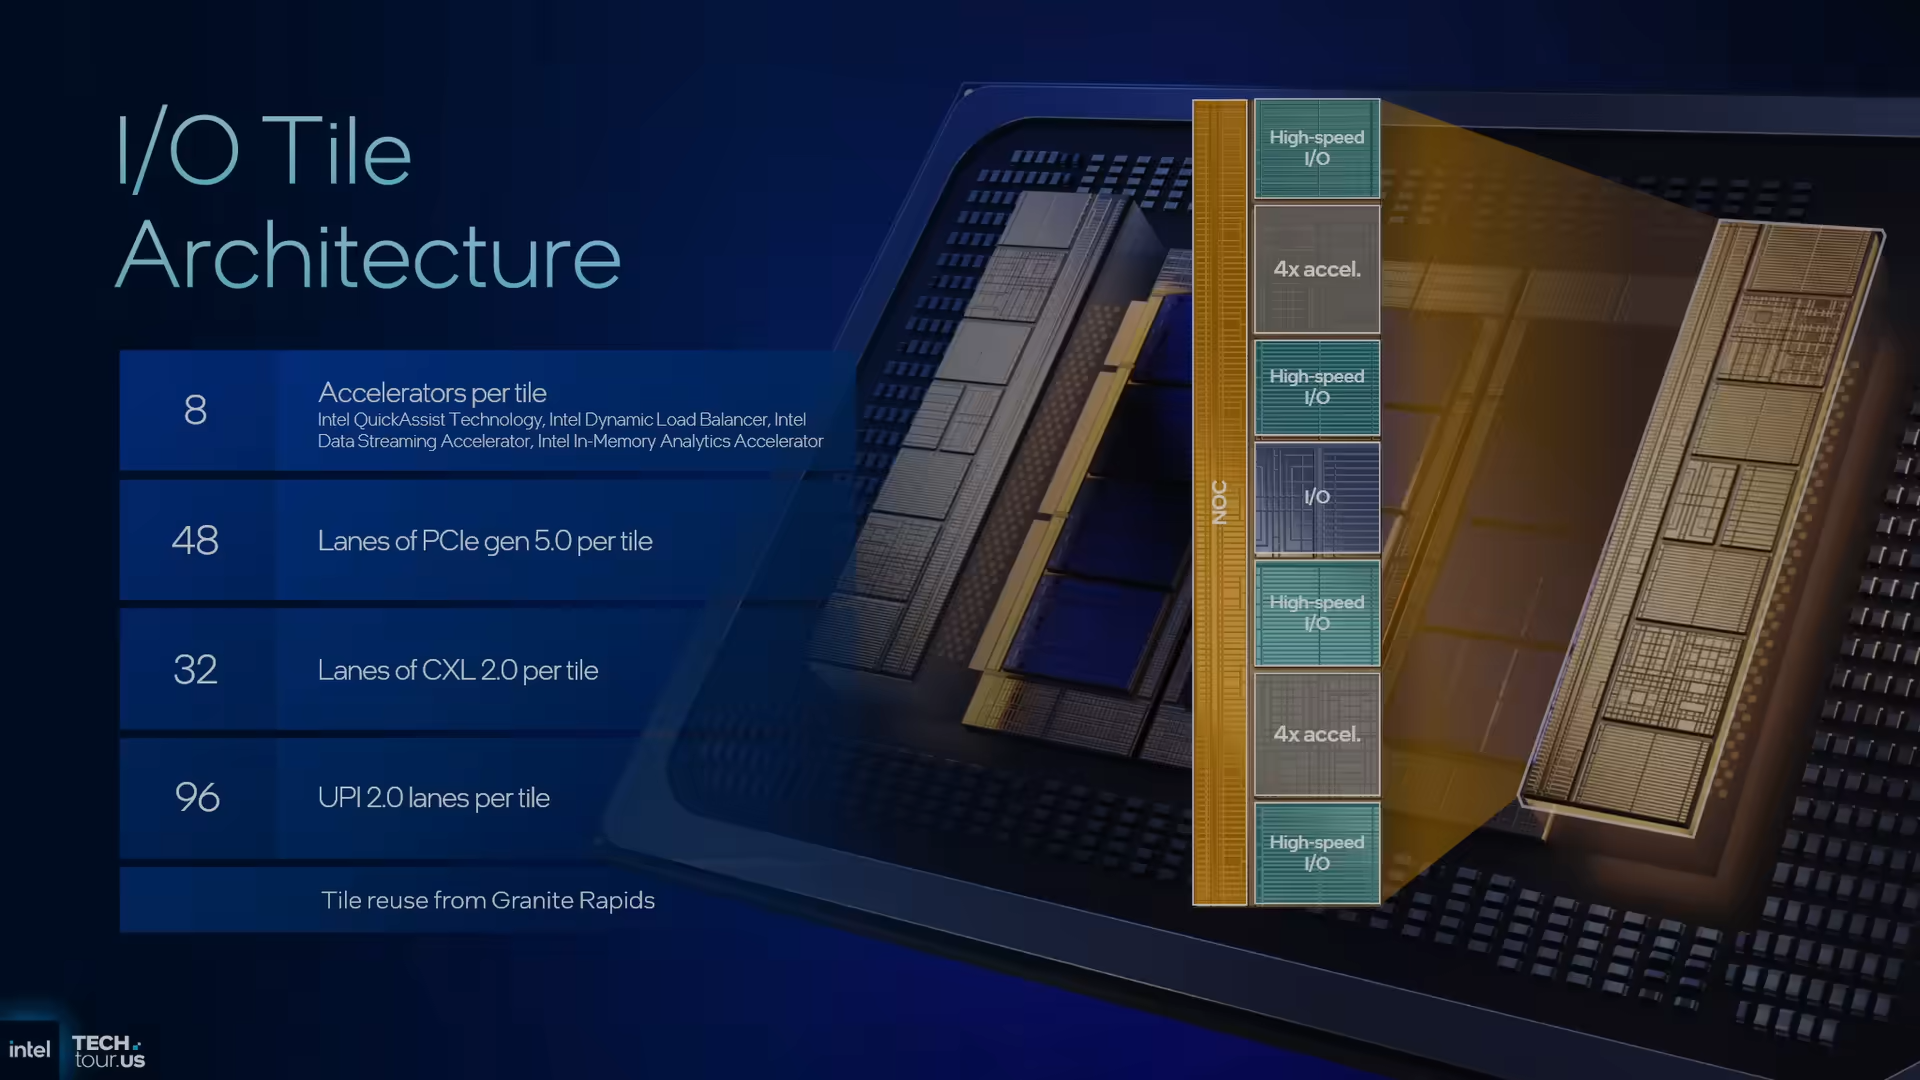 I/O Tile
Architecture
8
Accelerators per tile
Intel QuickAssist Technology, Intel Dynamic Load Balancer, Intel
Data Streaming Accelerator, Intel In-Memory Analytics Accelerator
48
Lanes of PCIe gen 5.0 per tile
32
Lanes of CXL 2.0 per tile
96
UPI 2.0 lanes per tile
Tile reuse from Granite Rapids
NOC
High-speed
I/O
4x accel.
High-speed
I/O
I/O
High-speed
I/O
4x accel.
High-speed
I/O
intel
TECH
tour.us